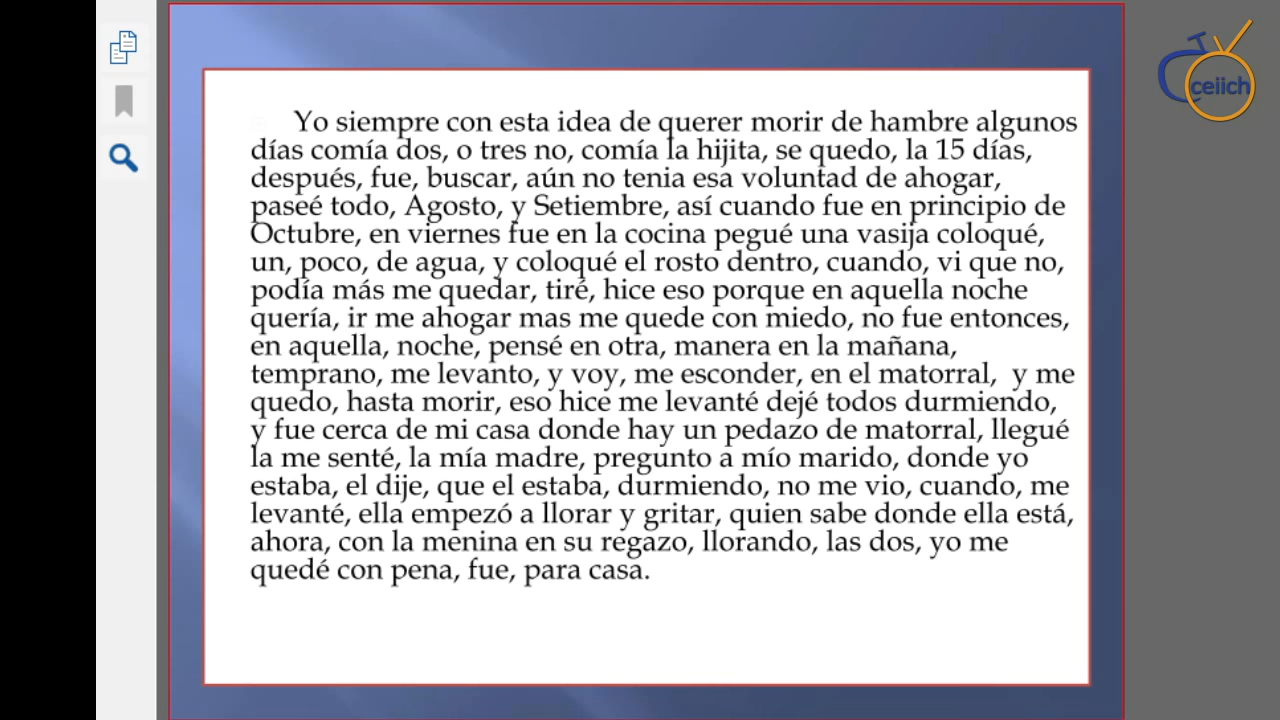 Yo siempre con esta idea de querer morir de hambre algunos
días comía dos, o tres no, comía la hijita, se quedo, la 15 días,
después, fue, buscar, aún no tenia esa voluntad de ahogar,
paseé todo, Agosto, y Setiembre, así cuando fue en principio de
Octubre, en viernes fue en la cocina pegué una vasija coloqué,
un, poco, de agua, y coloqué el rosto dentro, cuando, vi que no,
podía más me quedar, tiré, hice eso porque en aquella noche
quería, ir me ahogar mas me quede con miedo, no fue entonces,
en aquella, noche, pensé en otra, manera en la mañana,
temprano, me levanto, y voy, me esconder, en el matorral, y me
quedo, hasta morir, eso hice me levanté dejé todos durmiendo,
y fue cerca de mi casa donde hay un pedazo de matorral, llegué
la me senté, la mía madre, pregunto a mío marido, donde yo
estaba, el dije, que el estaba, durmiendo, no me vio, cuando, me
levanté, ella empezó a llorar y gritar, quien sabe donde ella está,
ahora, con la menina en su regazo, llorando, las dos, yo me
quedé con pena, fue, para casa.
TV
ceiich